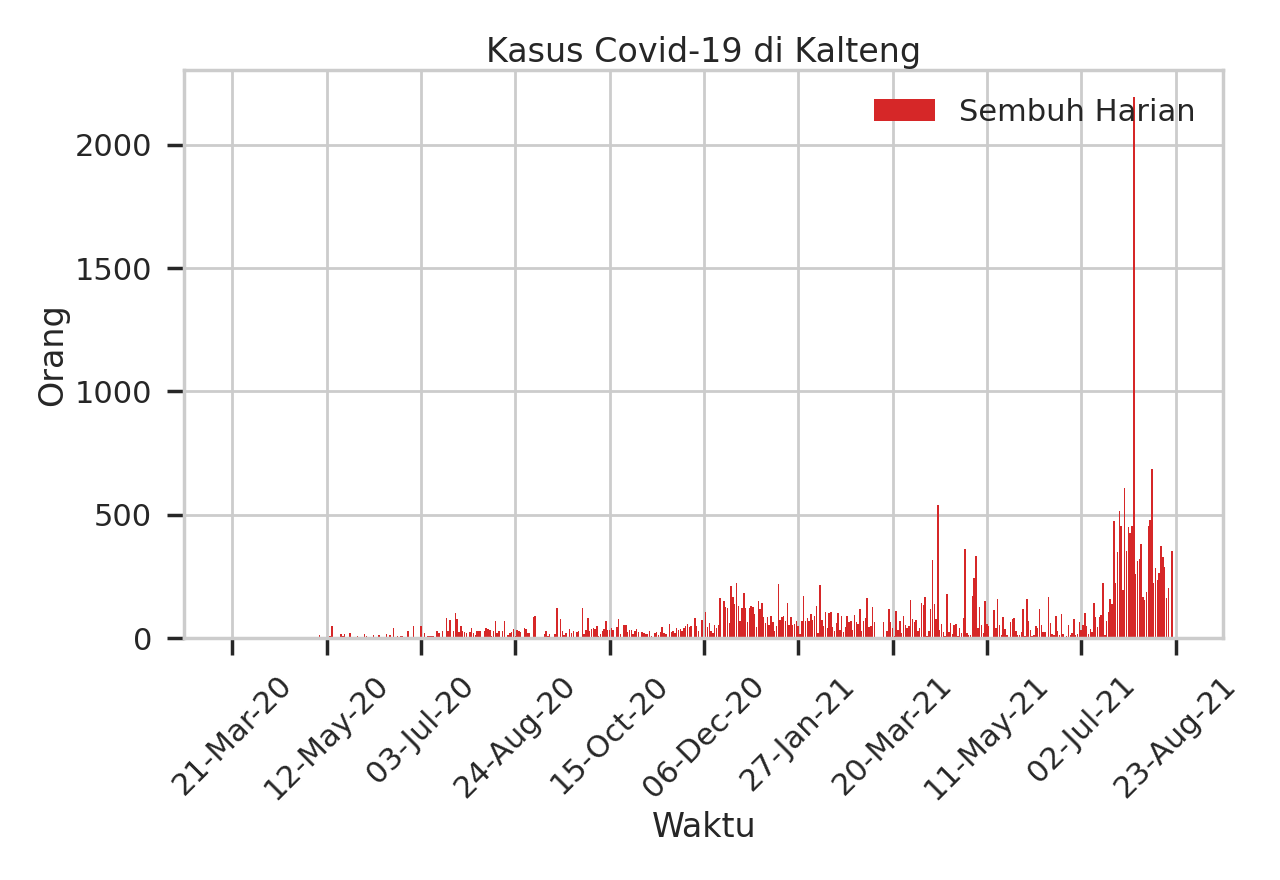 Kasus Covid-19 di Kalteng
Sembuh Harian
Orang
2000
1500
1000
500
0
21-Mar-20
12-May-20
03-Jul-20
24-Aug-20
15-Oct-20
06-Dec-20
27-Jan-21
20-Mar-21
11-May-21
02-Jul-21
23-Aug-21
Waktu